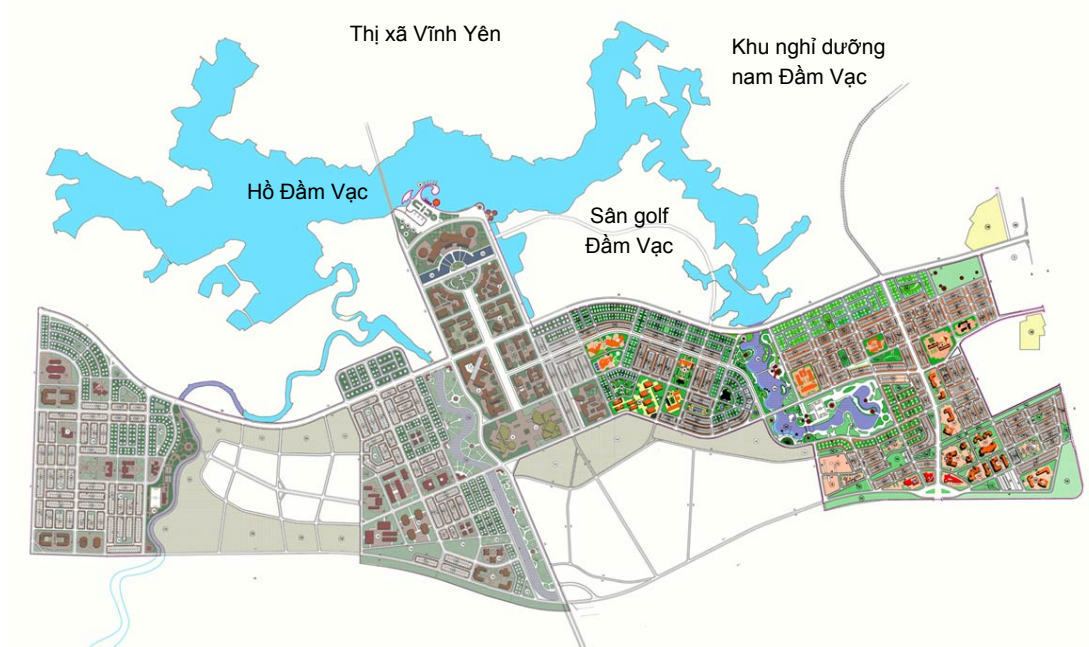 Thị xã Vĩnh Yên
Khu nghỉ dưỡng
nam Đầm Vạc
Hồ Đầm Vạc
Sân golf
Đầm Vạc